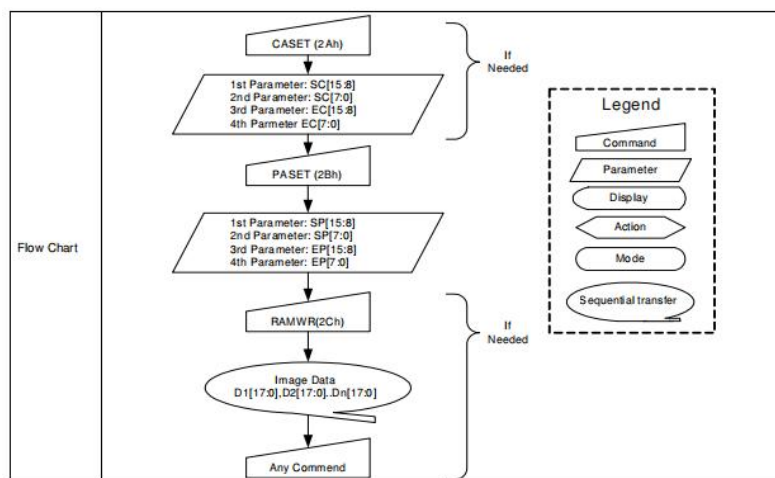 Flow Chart
CASET (2Ah)
1st Parameter: SC[15:8]
2nd Parameter: SC[7:0]
3rd Parameter: EC[15:8]
4th Parmeter EC[7:0]
If
Needed
PASET (2Bh)
1st Parameter: SP[15:8]
2nd Parameter: SP[7:0]
3rd Parameter: EP[15:8]
4th Parameter: EP[7:0]
RAMWR(2Ch)
Image Data
D1[17:0],D2[17:0]..Dn[17:0]
Any Commend
If
Needed
Legend
Command
Parameter
Display
Action
Mode
Sequential transfer